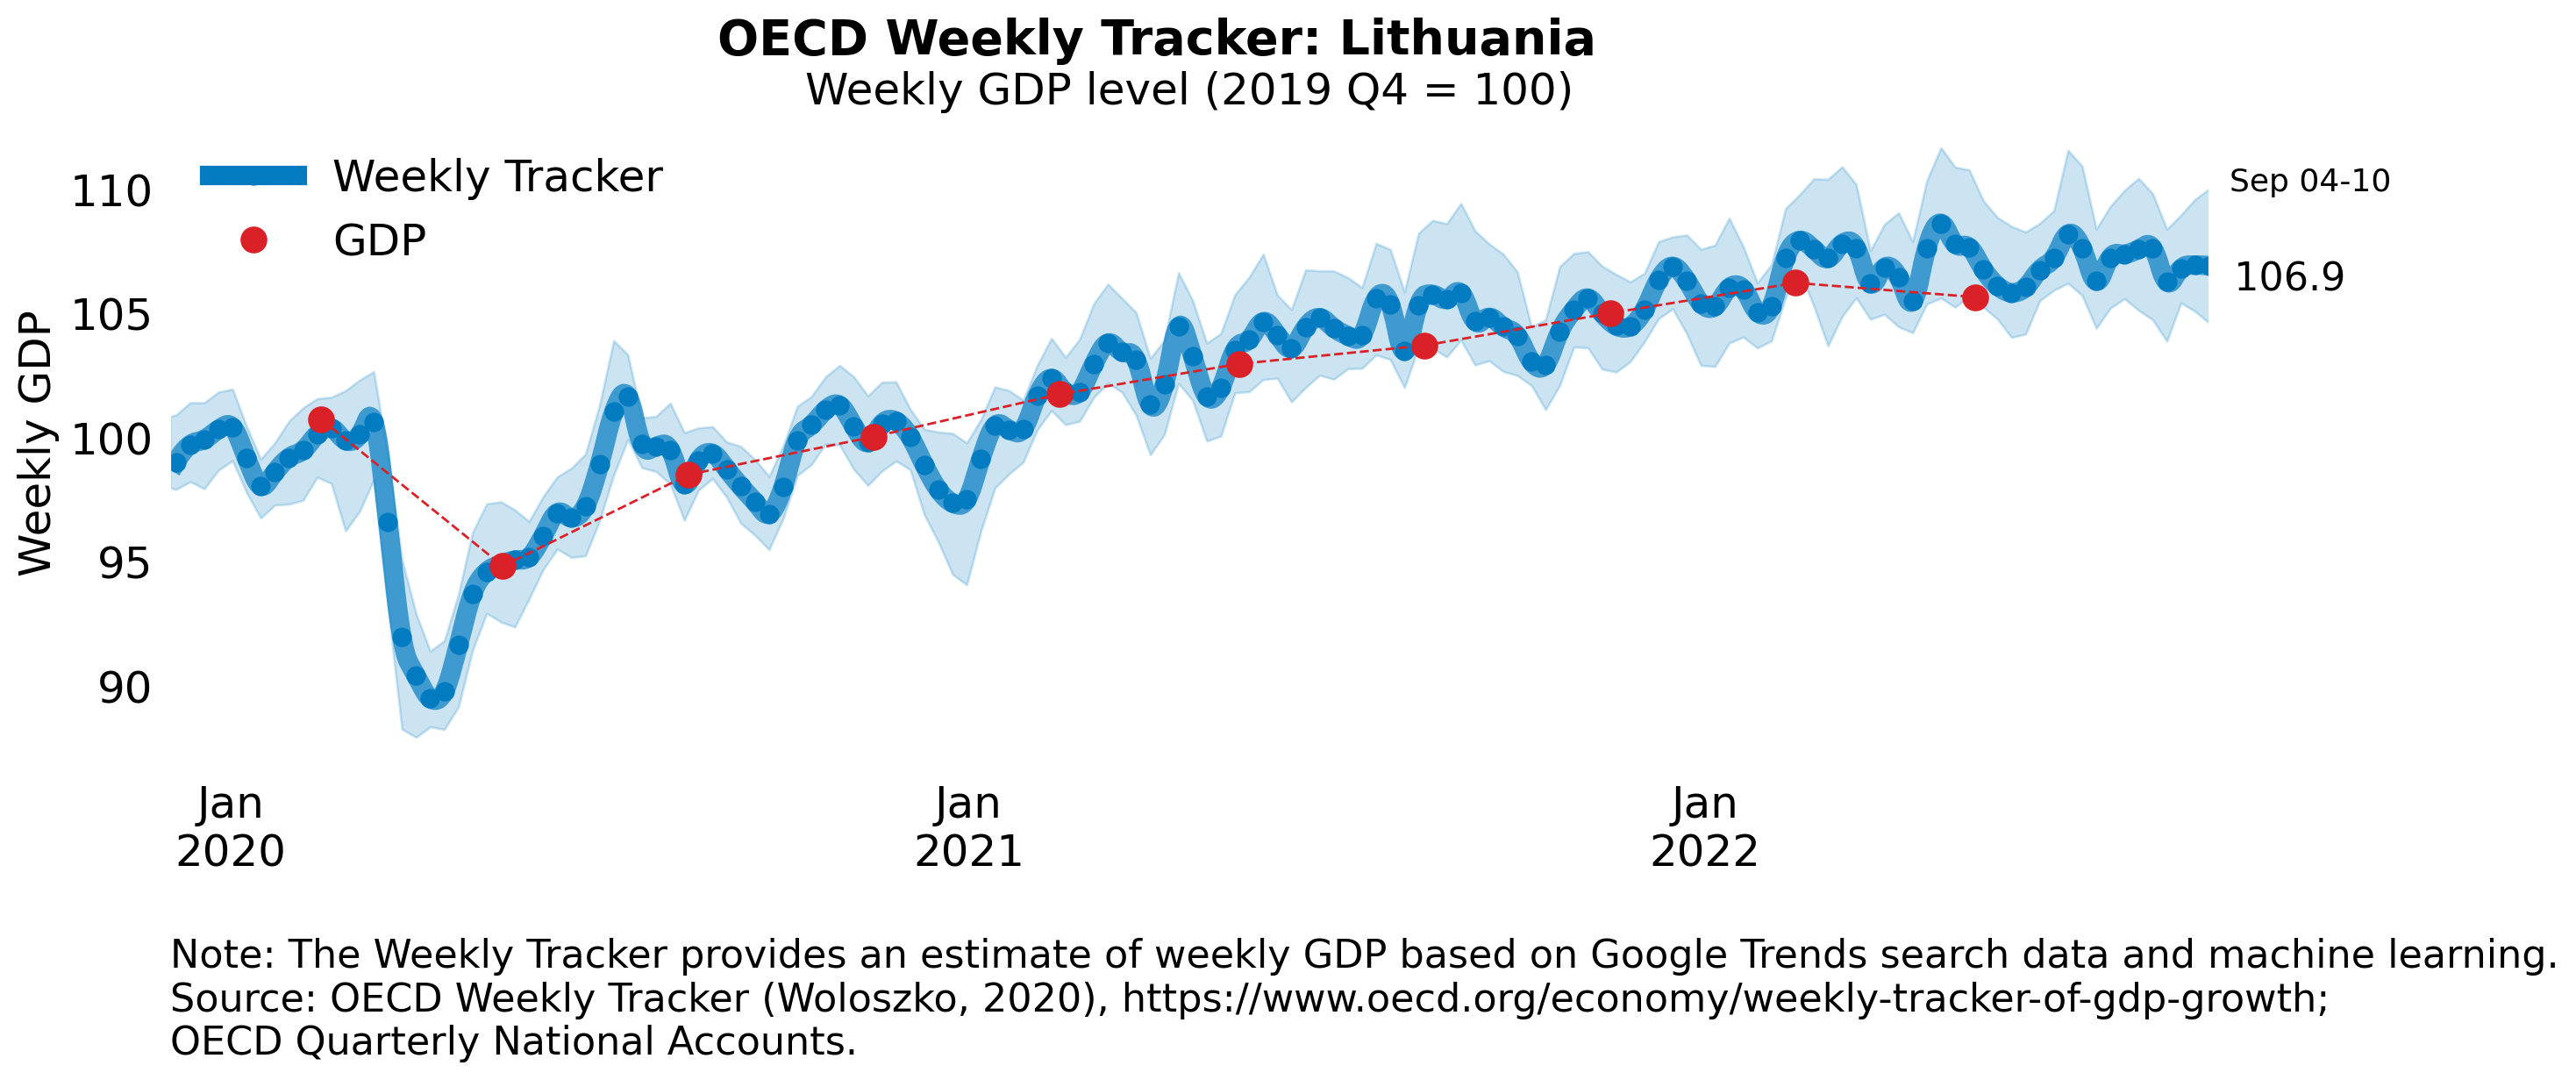 OECD Weekly Tracker: Lithuania
Weekly GDP level (2019 Q4 = 100)
Weekly Tracker
GDP
Weekly GDP
110
105
100
95
90
Sep 04-10
106.9
Jan
2020
Jan
2021
Jan
2022
Note: The Weekly Tracker provides an estimate of weekly GDP based on Google Trends search data and machine learning.
Source: OECD Weekly Tracker (Woloszko, 2020), https://www.oecd.org/economy/weekly-tracker-of-gdp-growth;
OECD Quarterly National Accounts.